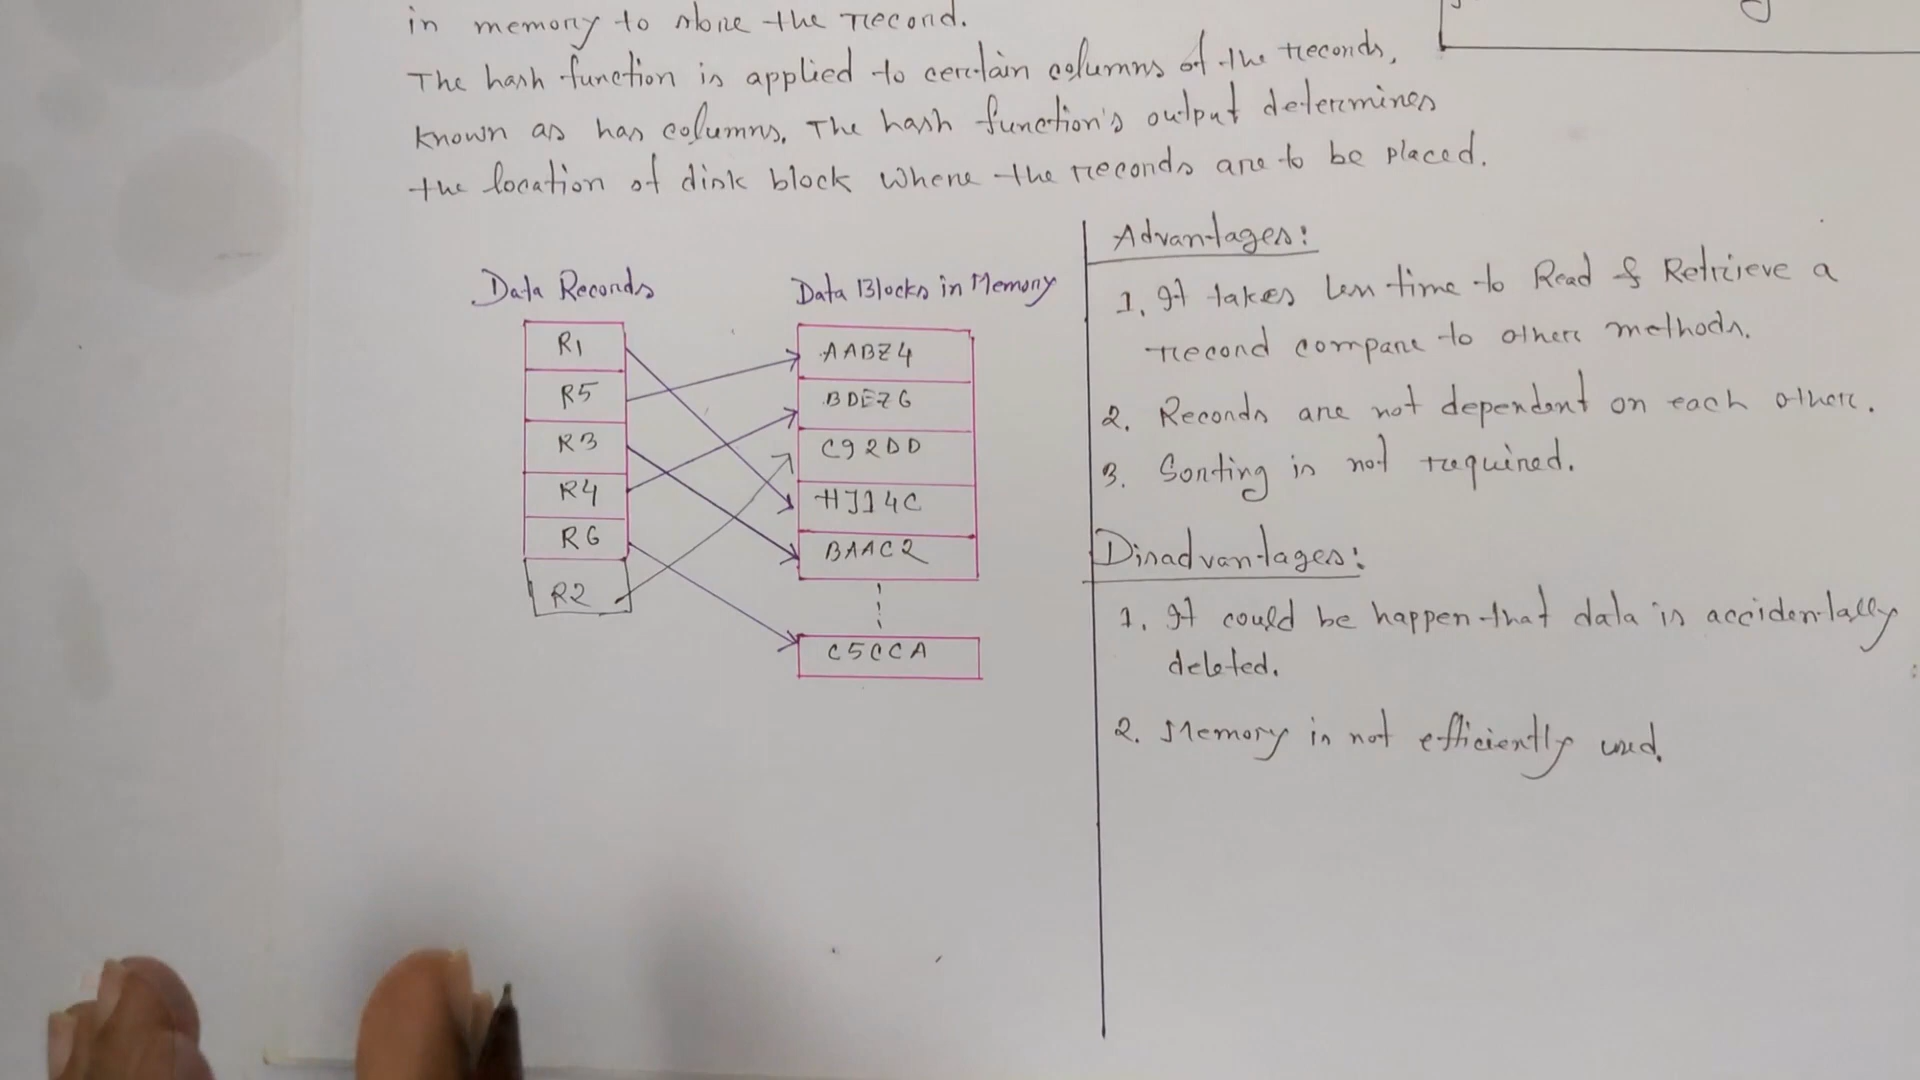 in memory to store the record.
The hash function is applied to certain columns of the records,
known as has columns. The hash function's output determines
the location of disk block where the records are to be placed.
Data Records
R1
R5
R3
R4
R6
R2
Data Blocks in Memory
AABZ4
BDEZ6
C92DD
HJ14C
BAAC2
C5CCA
Advantages:
1. It takes less time to Read & Retrieve a
record compare to other methods.
2. Records are not dependent on each other.
3. Sorting is not required.
Disadvantages:
1. It could be happen that data is accidentally
deleted.
2. Memory is not efficiently used.